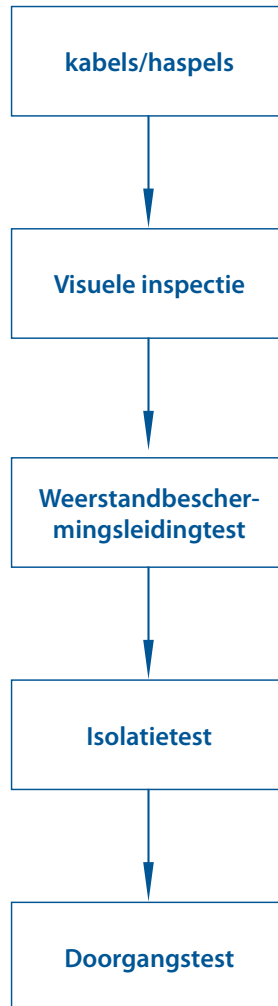 kabels/haspels
Visuele inspectie
Weerstandbescher-
mingsleidingtest
Isolatietest
Doorgangstest